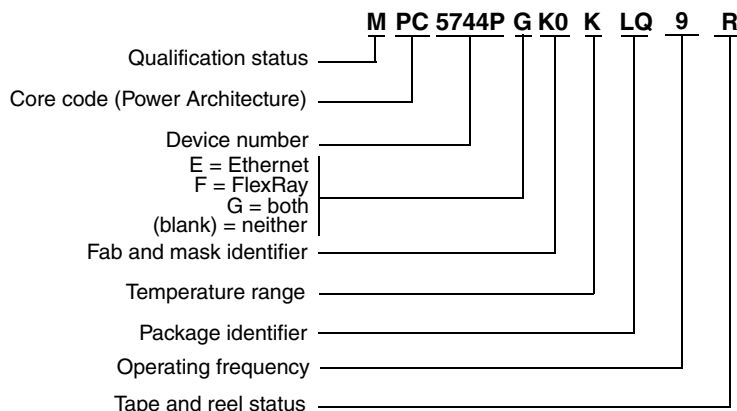 M PC 5744P G K0 K LQ 9 R
Qualification status
Core code (Power Architecture)
Device number
E = Ethernet
F = FlexRay
G = both
(blank) = neither
Fab and mask identifier
Temperature range
Package identifier
Operating frequency
Tape and reel status